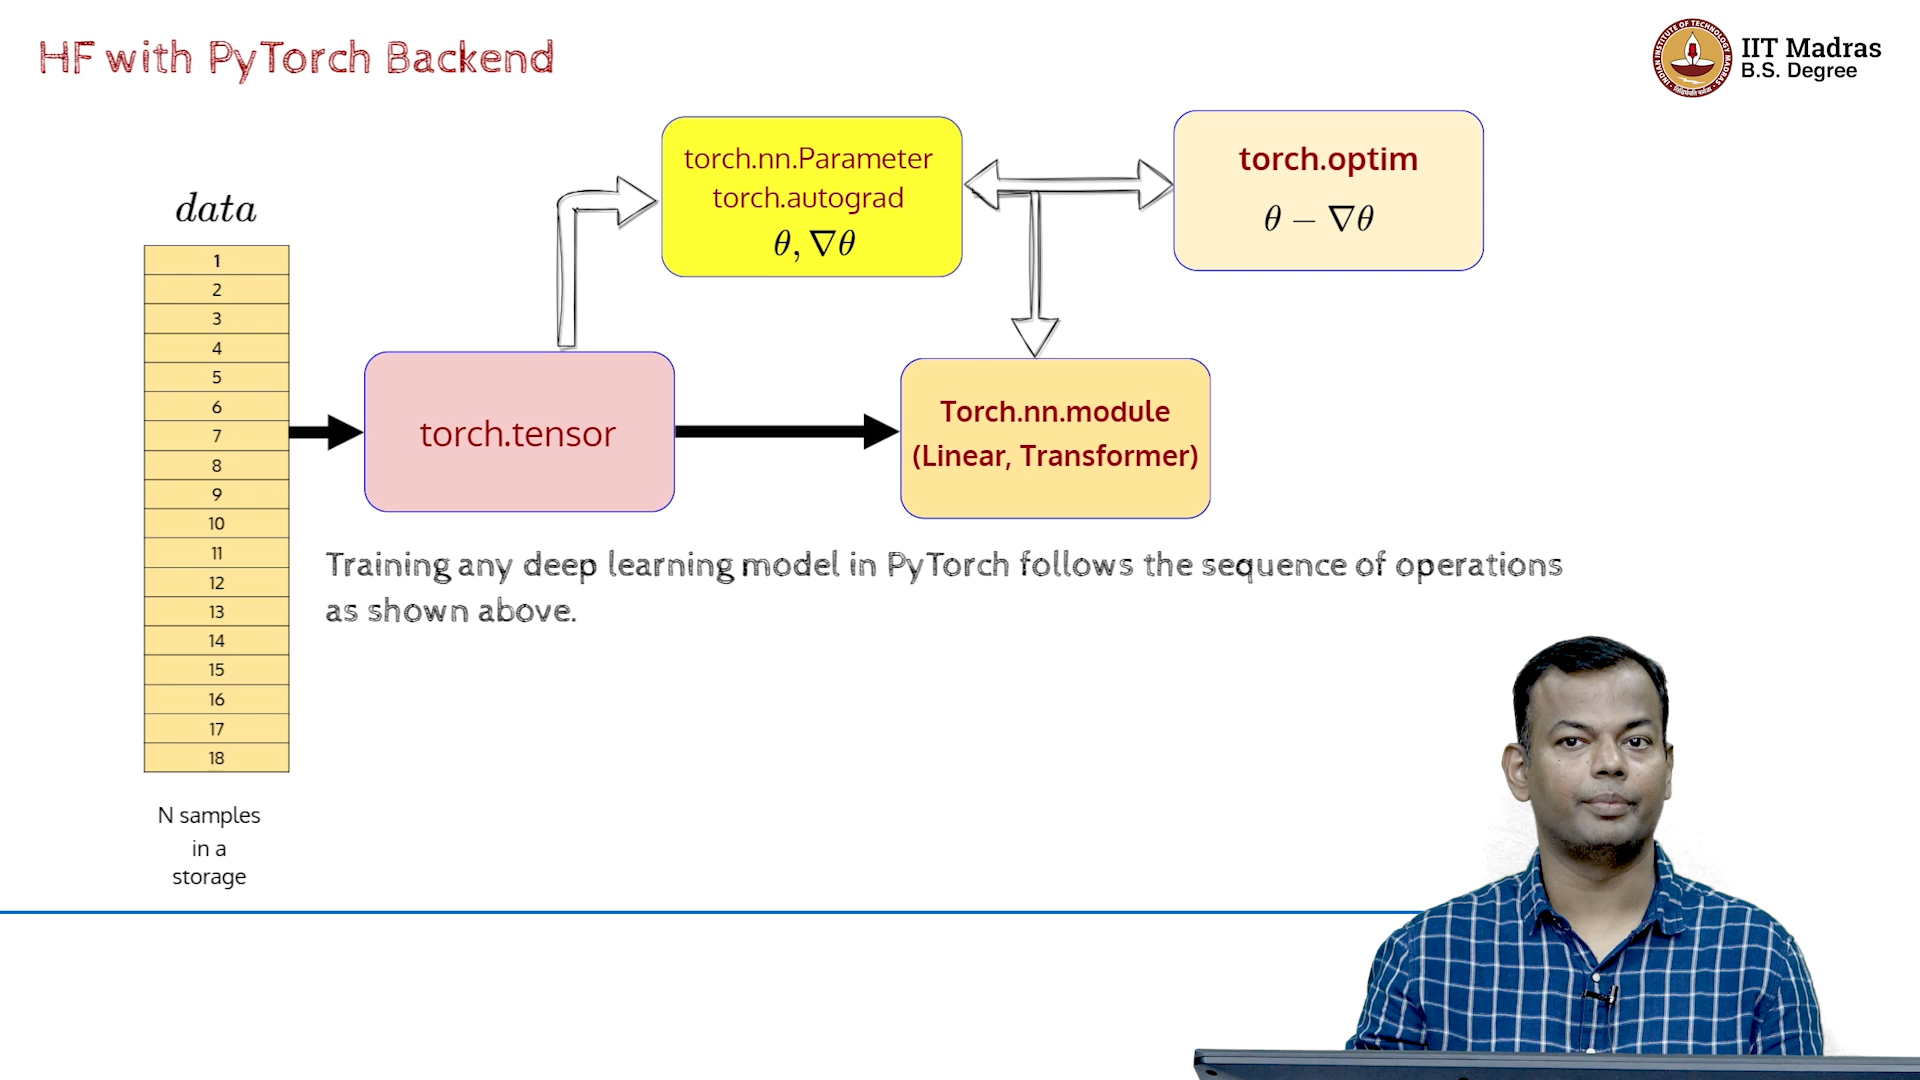 HF with PyTorch Backend
IIT Madras
B.S. Degree
data
1
2
3
4
5
6
7
8
9
10
11
12
13
14
15
16
17
18
N samples
in a
storage
torch.tensor
torch.nn.Parameter
torch.autograd
θ, ∇θ
torch.optim
θ − ∇θ
Torch.nn.module
(Linear, Transformer)
Training any deep learning model in PyTorch follows the sequence of operations
as shown above.